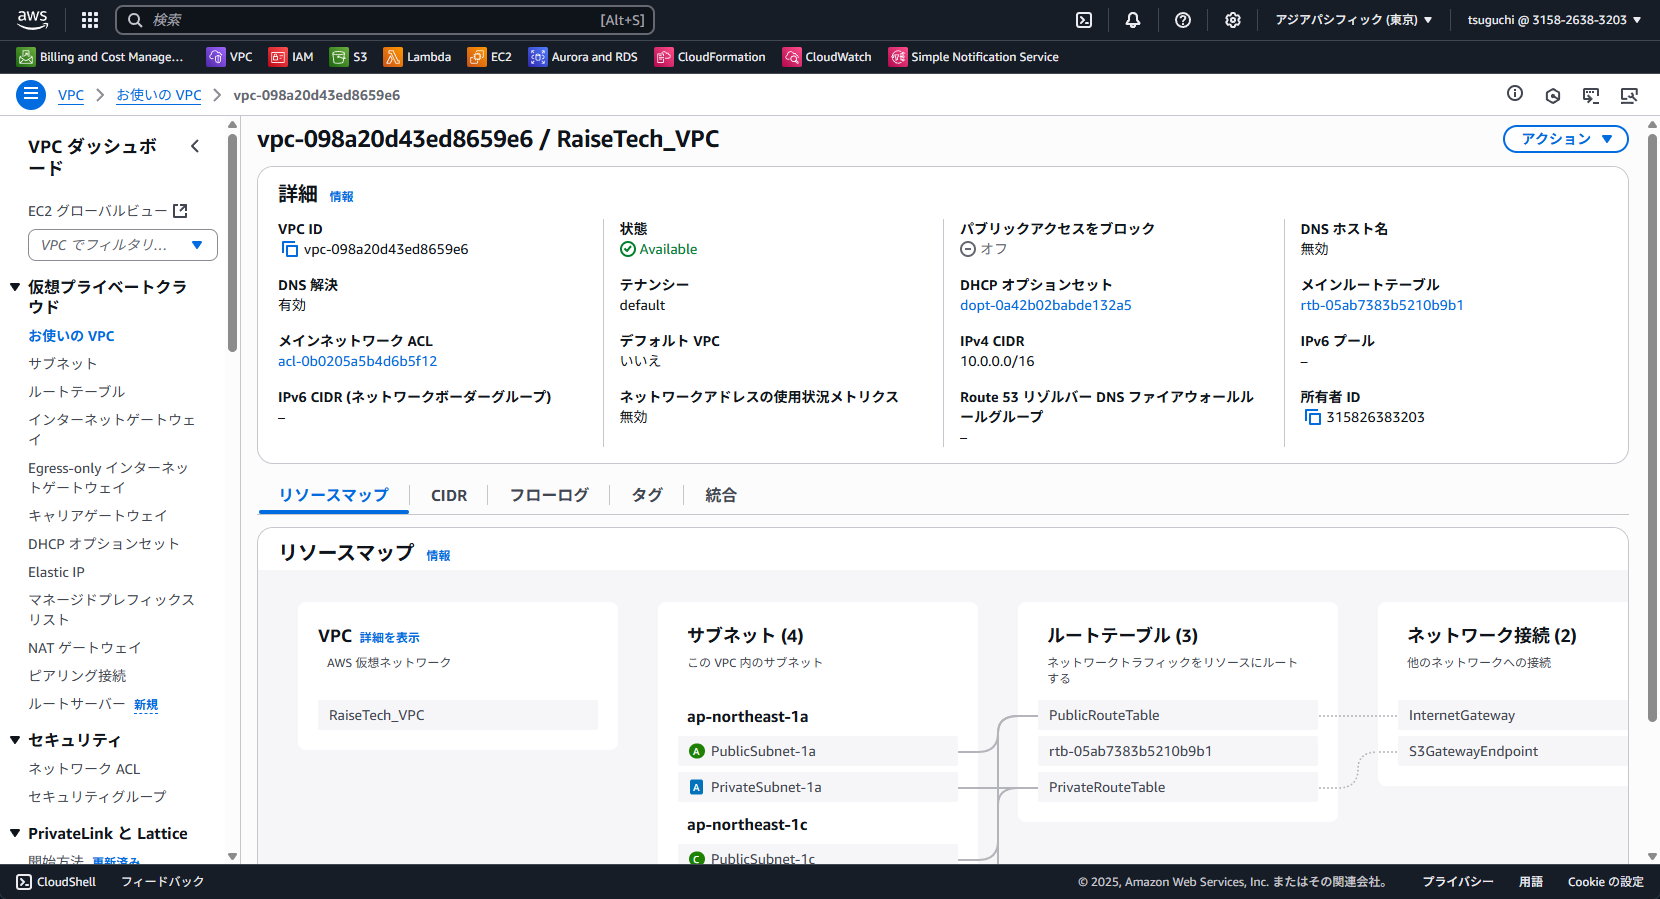 aws
検索 [Alt+S]
アジアパシフィック (東京) ▼
tsuguchi @ 3158-2638-3203 ▼
Billing and Cost Manage...
VPC
IAM
S3
Lambda
EC2
Aurora and RDS
CloudFormation
CloudWatch
Simple Notification Service
VPC > お使いの VPC > vpc-098a20d43ed8659e6
VPC ダッシュボ
ード
EC2 グローバルビュー
VPC でフィルタリ... ▼
▼ 仮想プライベートクラ
ウド
お使いの VPC
サブネット
ルートテーブル
インターネットゲートウェ
イ
Egress-only インターネッ
トゲートウェイ
キャリアゲートウェイ
DHCP オプションセット
Elastic IP
マネージドプレフィックス
リスト
NAT ゲートウェイ
ピアリング接続
ルートサーバー 新規
▼ セキュリティ
ネットワーク ACL
セキュリティグループ
▼ PrivateLink と Lattice
開始方法 更新済み
vpc-098a20d43ed8659e6 / RaiseTech_VPC
アクション ▼
詳細 情報
VPC ID
vpc-098a20d43ed8659e6
状態
Available
パブリックアクセスをブロック
オフ
DNS ホスト名
無効
DNS 解決
有効
テナンシー
default
DHCP オプションセット
dopt-0a42b02babde132a5
メインルートテーブル
rtb-05ab7383b5210b9b1
メインネットワーク ACL
acl-0b0205a5b4d6b5f12
デフォルト VPC
いいえ
IPv4 CIDR
10.0.0.0/16
IPv6 プール
–
IPv6 CIDR (ネットワークボーダーグループ)
–
ネットワークアドレスの使用状況メトリクス
無効
Route 53 リゾルバー DNS ファイアウォールル
ールグループ
–
所有者 ID
315826383203
リソースマップ
CIDR
フローログ
タグ
統合
リソースマップ 情報
VPC 詳細を表示
AWS 仮想ネットワーク
RaiseTech_VPC
サブネット (4)
この VPC 内のサブネット
ap-northeast-1a
A PublicSubnet-1a
A PrivateSubnet-1a
ap-northeast-1c
C PublicSubnet-1c
ルートテーブル (3)
ネットワークトラフィックをリソースにルート
する
PublicRouteTable
rtb-05ab7383b5210b9b1
PrivateRouteTable
ネットワーク接続 (2)
他のネットワークへの接続
InternetGateway
S3GatewayEndpoint
CloudShell
フィードバック
© 2025, Amazon Web Services, Inc. またはその関連会社。
プライバシー
用語
Cookie の設定